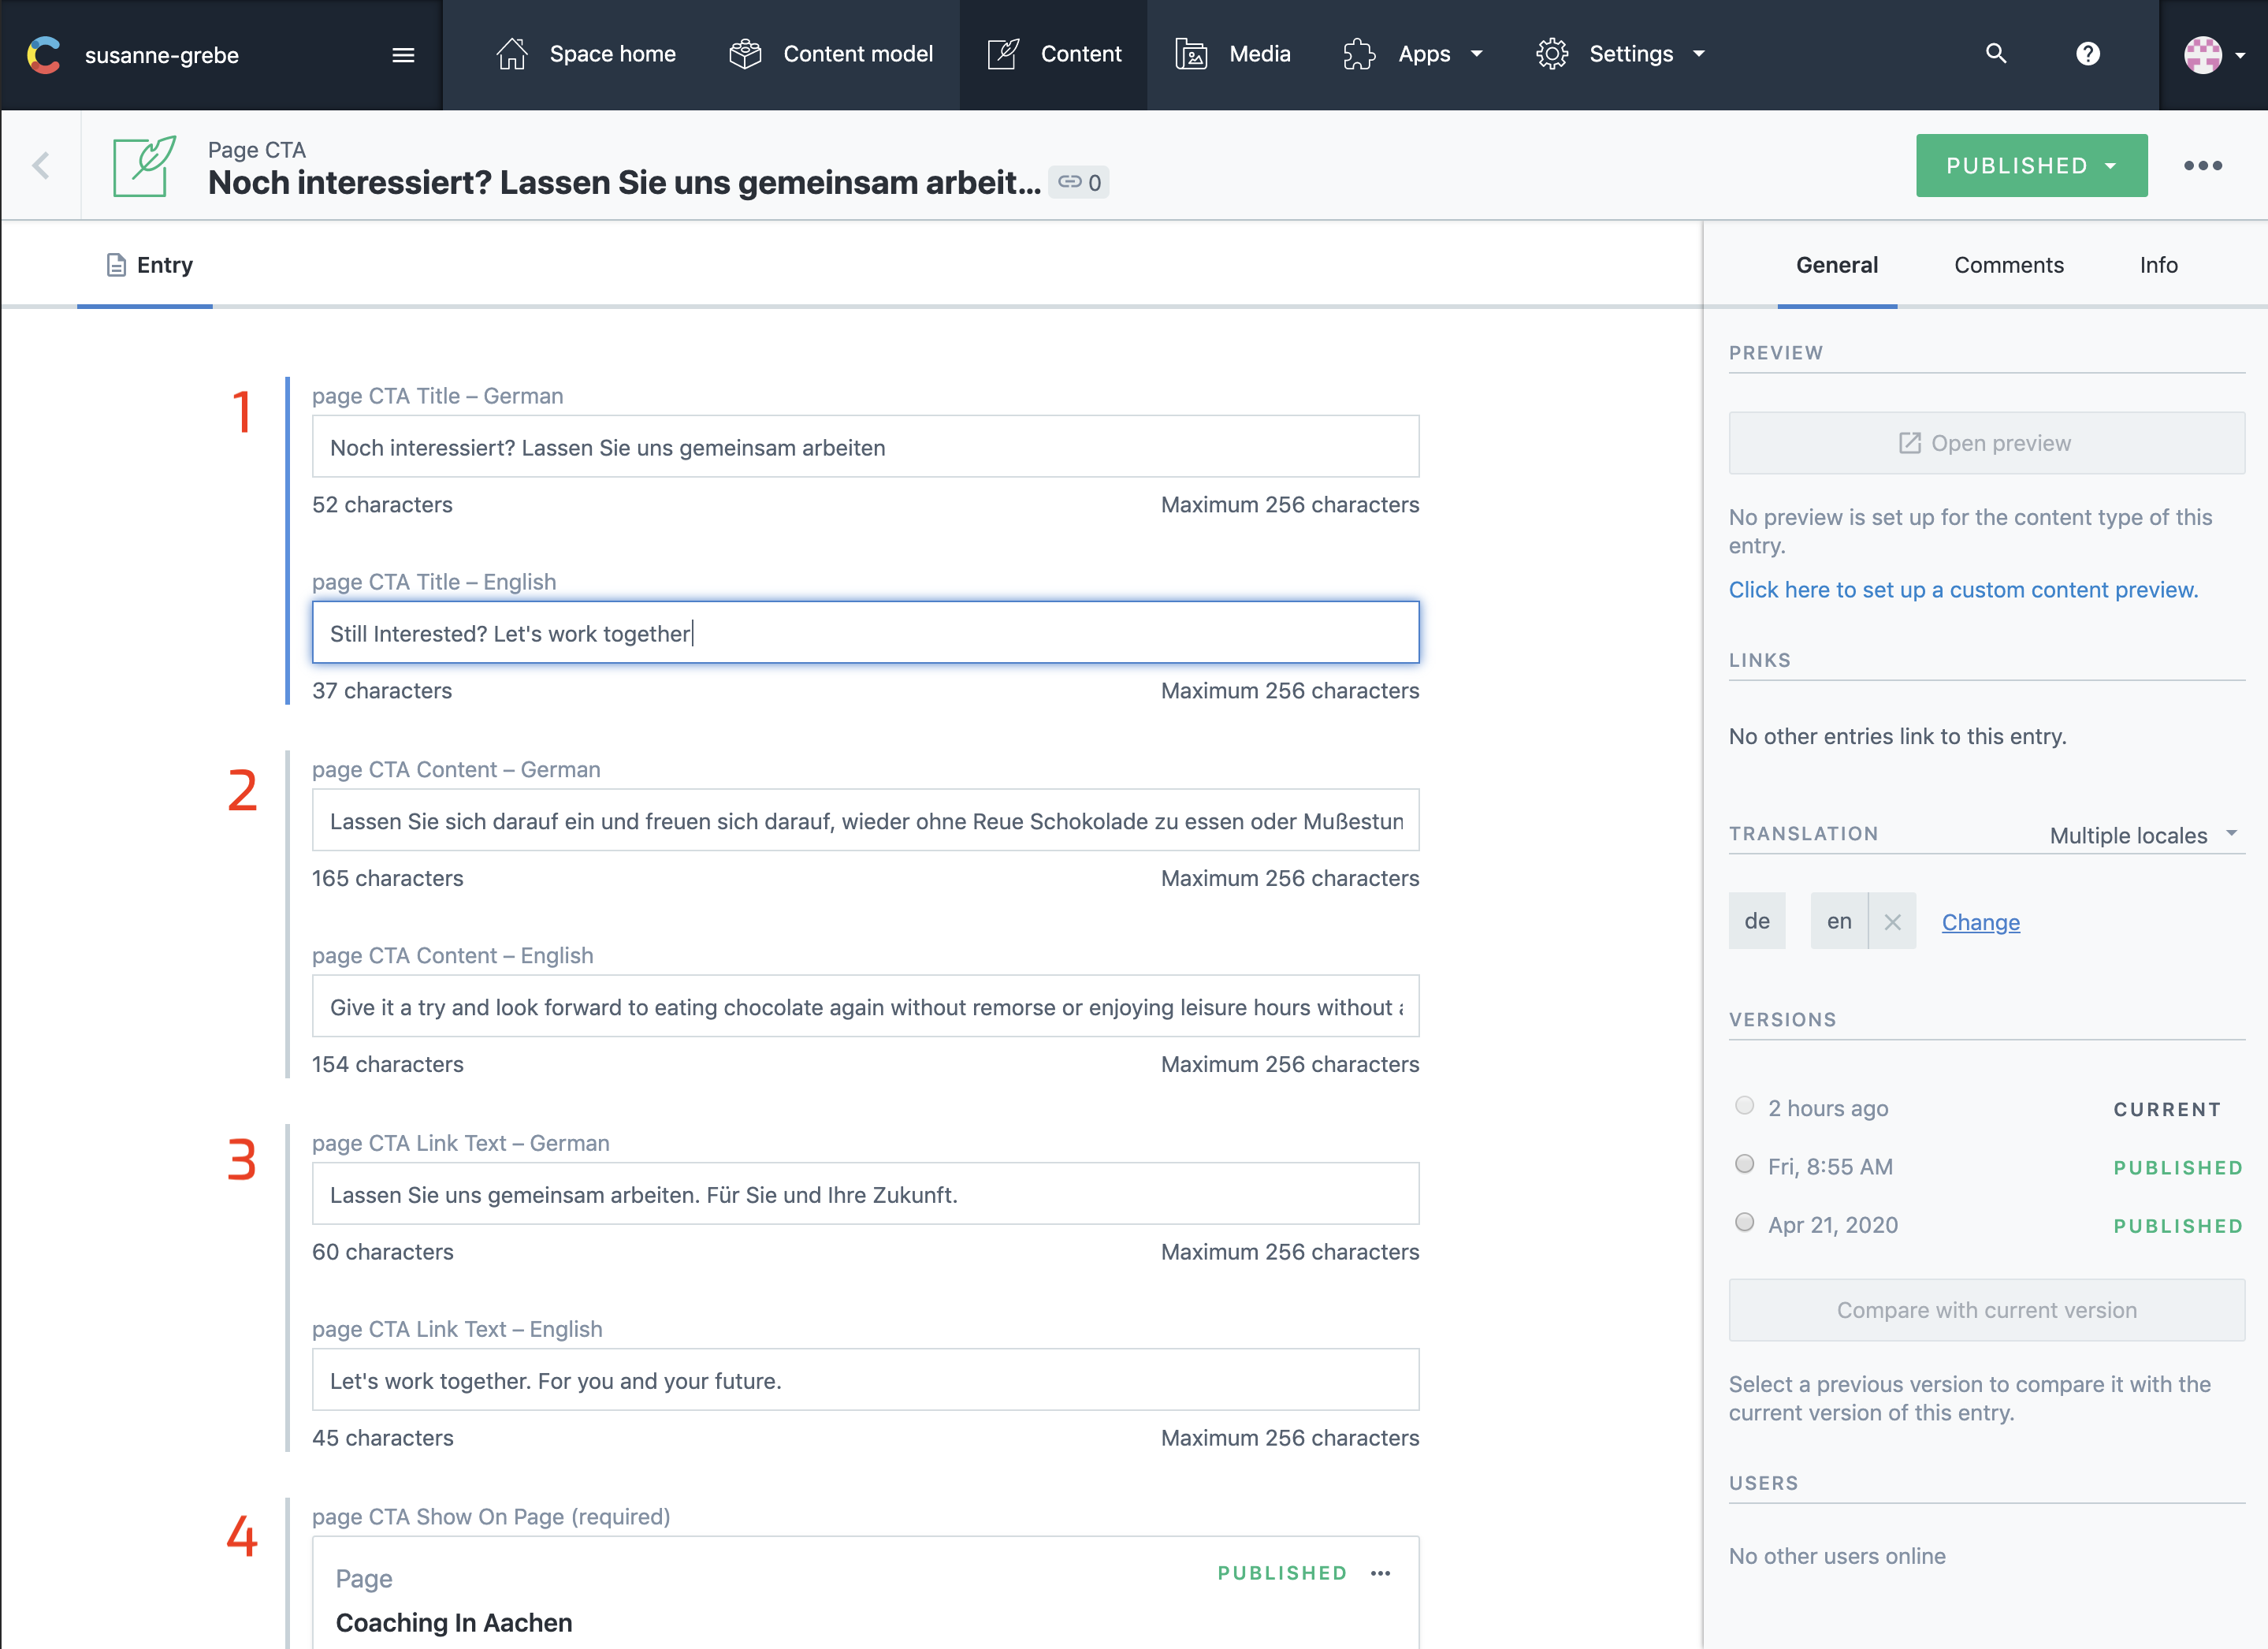 susanne-grebe
Space home
Content model
Content
Media
Apps
Settings
Page CTA
Noch interessiert? Lassen Sie uns gemeinsam arbeit...
0
PUBLISHED
Entry
General
Comments
Info
1
page CTA Title – German
Noch interessiert? Lassen Sie uns gemeinsam arbeiten
52 characters
Maximum 256 characters
page CTA Title – English
Still Interested? Let's work together
37 characters
Maximum 256 characters
2
page CTA Content – German
Lassen Sie sich darauf ein und freuen sich darauf, wieder ohne Reue Schokolade zu essen oder Mußestun
165 characters
Maximum 256 characters
page CTA Content – English
Give it a try and look forward to eating chocolate again without remorse or enjoying leisure hours without
154 characters
Maximum 256 characters
3
page CTA Link Text – German
Lassen Sie uns gemeinsam arbeiten. Für Sie und Ihre Zukunft.
60 characters
Maximum 256 characters
page CTA Link Text – English
Let's work together. For you and your future.
45 characters
Maximum 256 characters
4
page CTA Show On Page (required)
Page
PUBLISHED
Coaching In Aachen
PREVIEW
Open preview
No preview is set up for the content type of this
entry.
Click here to set up a custom content preview.
LINKS
No other entries link to this entry.
TRANSLATION
Multiple locales
de
en
Change
VERSIONS
2 hours ago
CURRENT
Fri, 8:55 AM
PUBLISHED
Apr 21, 2020
PUBLISHED
Compare with current version
Select a previous version to compare it with the
current version of this entry.
USERS
No other users online